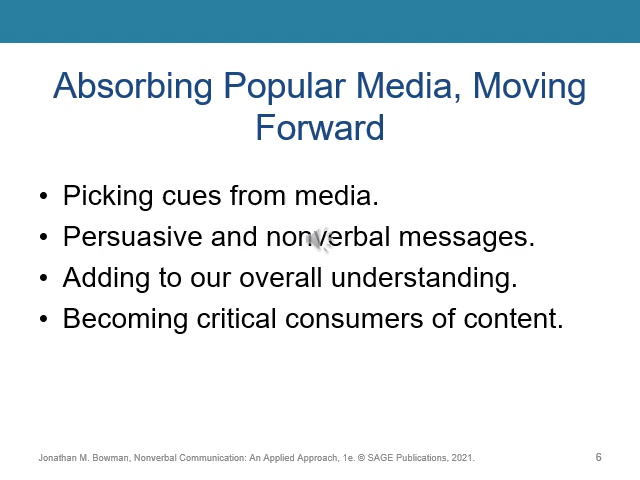 Absorbing Popular Media, Moving
Forward
• Picking cues from media.
• Persuasive and nonverbal messages.
• Adding to our overall understanding.
• Becoming critical consumers of content.
Jonathan M. Bowman, Nonverbal Communication: An Applied Approach, 1e. © SAGE Publications, 2021.
6